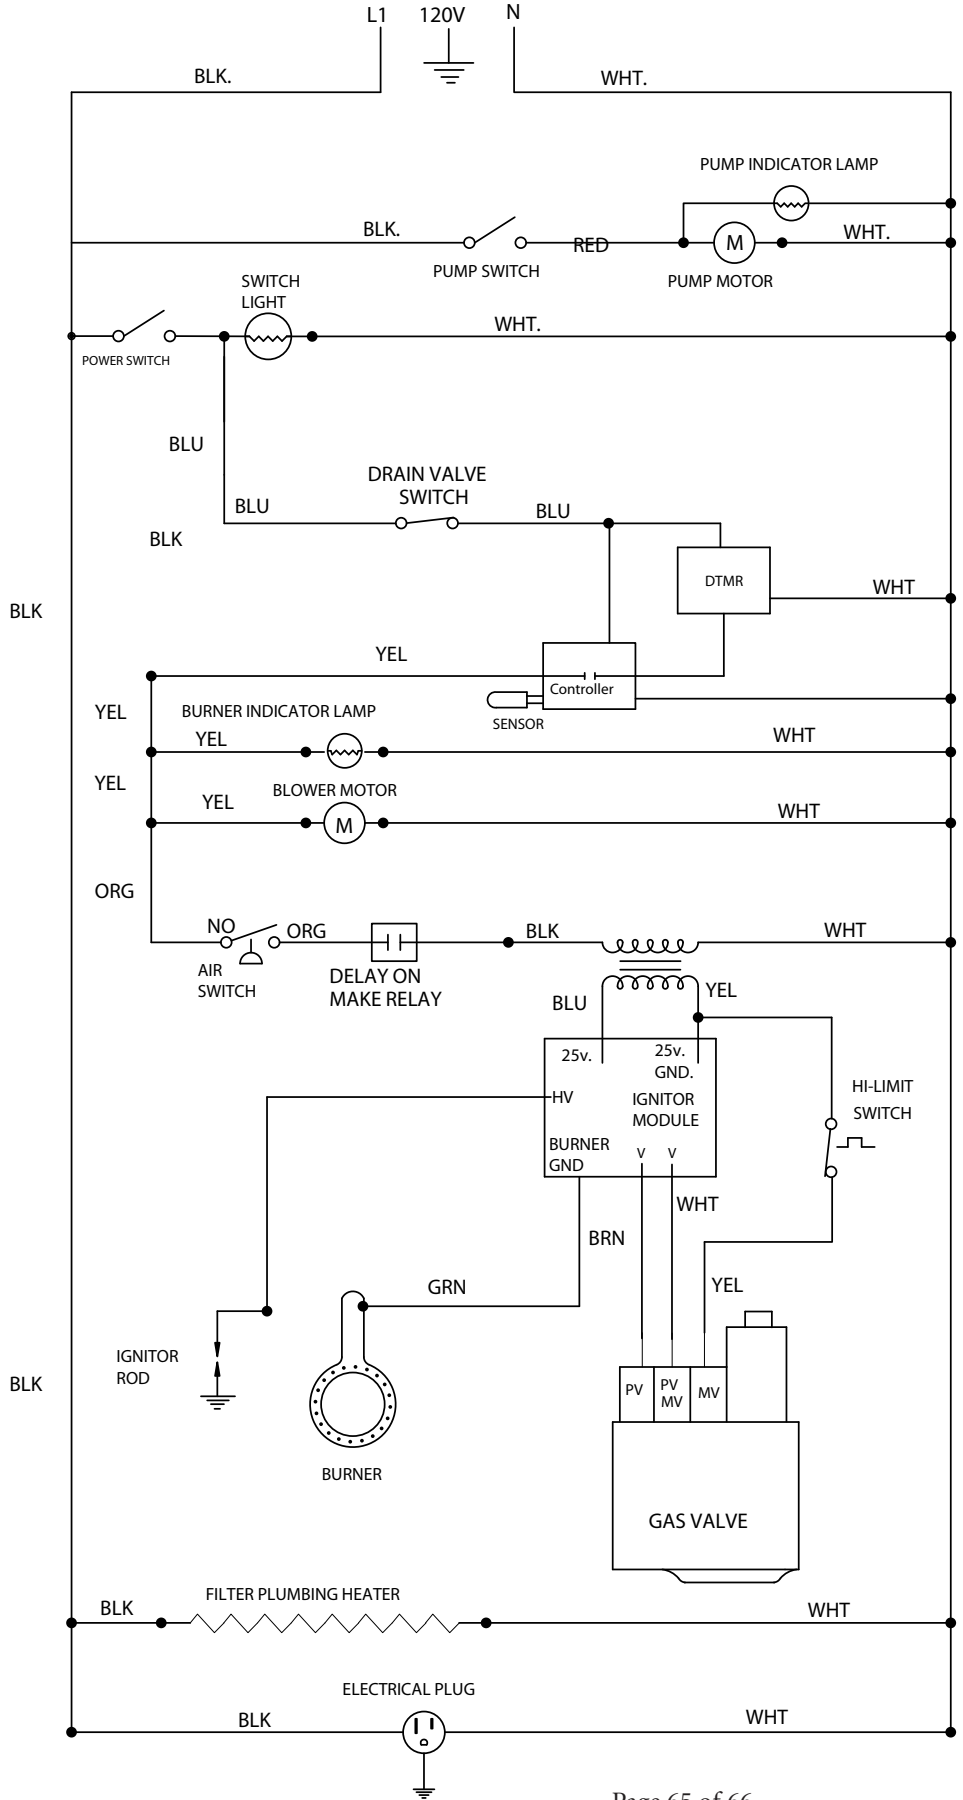 L1 120V N
BLK. WHT.
PUMP INDICATOR LAMP
BLK. RED M WHT.
PUMP SWITCH PUMP MOTOR
SWITCH
LIGHT
WHT.
POWER SWITCH
BLU
DRAIN VALVE
SWITCH
BLU BLU
BLK
DTMR
WHT
BLK
YEL
Controller
SENSOR
YEL
BURNER INDICATOR LAMP
YEL WHT
YEL
BLOWER MOTOR
YEL M WHT
ORG
NO ORG BLK WHT
AIR
SWITCH
DELAY ON
MAKE RELAY
BLU YEL
25v. 25v.
GND.
HV IGNITOR
MODULE
HI-LIMIT
SWITCH
BURNER
GND
V V
WHT
BRN
GRN YEL
IGNITOR
ROD
BLK
PV PV
MV MV
BURNER
GAS VALVE
FILTER PLUMBING HEATER
BLK WHT
ELECTRICAL PLUG
BLK WHT
Page 65 of 66